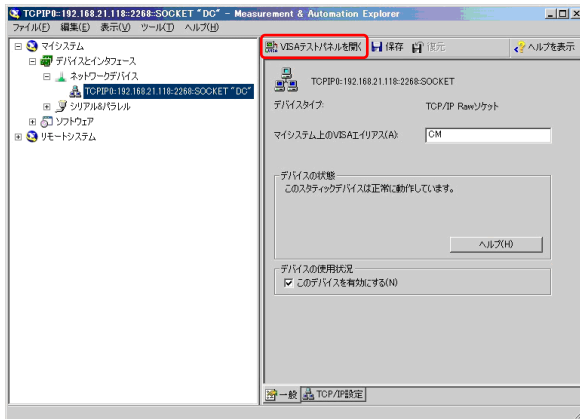 TCPIP0::192.168.21.118::2268::SOCKET "DC" - Measurement & Automation Explorer
ファイル(F) 編集(E) 表示(V) ツール(T) ヘルプ(H)
マイシステム
デバイスとインタフェース
ネットワークデバイス
TCPIP0::192.168.21.118::2268::SOCKET "DC"
シリアル&パラレル
ソフトウェア
リモートシステム
VISAテストパネルを開く 保存 復元 ヘルプを表示
TCPIP0::192.168.21.118::2268::SOCKET
デバイスタイプ: TCP/IP Rawソケット
マイシステム上のVISAエイリアス(A): CM
デバイスの状態
このスタティックデバイスは正常に動作しています。
ヘルプ(H)
デバイスの使用状況
このデバイスを有効にする(N)
一般 TCP/IP設定